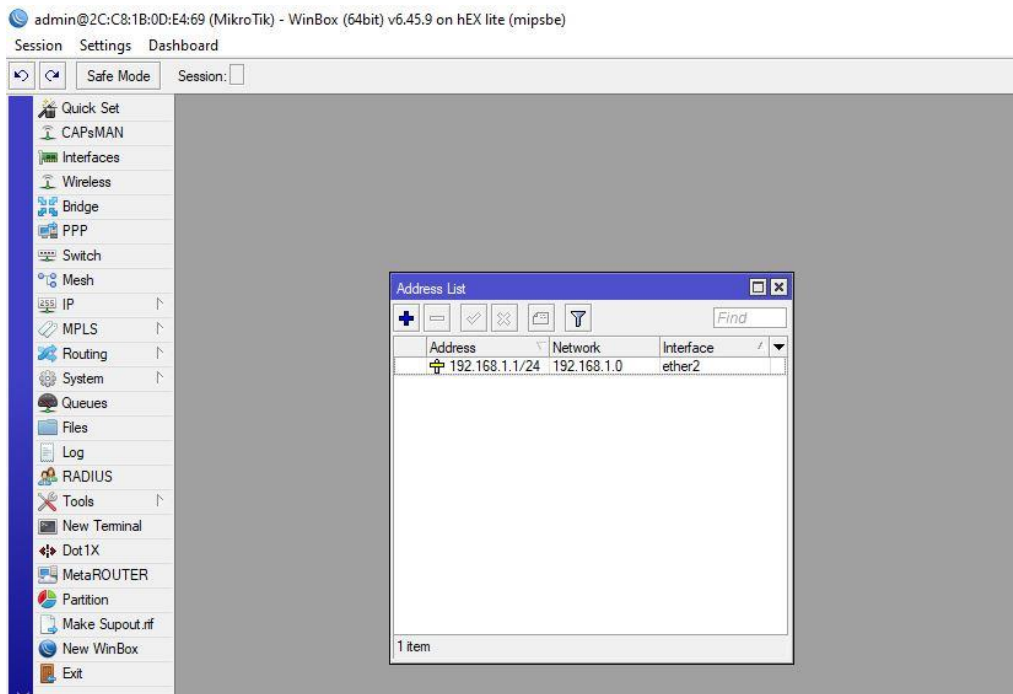 admin@2C:C8:1B:0D:E4:69 (MikroTik) - WinBox (64bit) v6.45.9 on hEX lite (mipsbe)
Session Settings Dashboard
Safe Mode Session:
Quick Set
CAPsMAN
Interfaces
Wireless
Bridge
PPP
Switch
Mesh
255 IP
MPLS
Routing
System
Queues
Files
Log
RADIUS
Tools
New Terminal
Dot1X
MetaROUTER
Partition
Make Supout.rif
New WinBox
Exit
Address List
Find
Address Network Interface
192.168.1.1/24 192.168.1.0 ether2
1 item